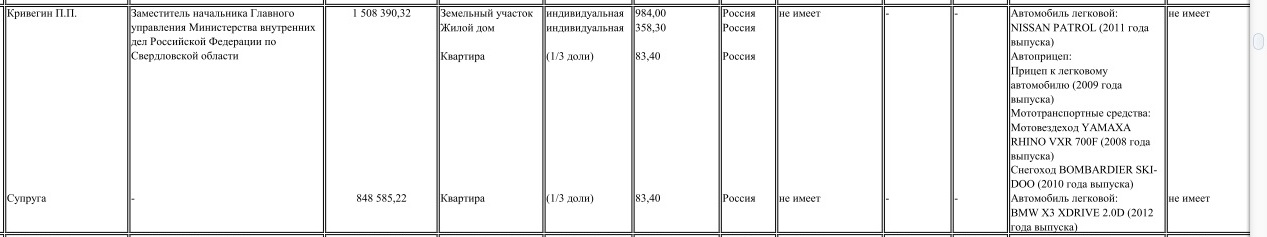 Кривегин П.П. Заместитель начальника Главного 1 508 390,32 Земельный участок индивидуальная 984,00 Россия не имеет - - Автомобиль легковой: не имеет
управления Министерства внутренних Жилой дом индивидуальная 358,30 Россия NISSAN PATROL (2011 года
дел Российской Федерации по выпуска)
Свердловской области Квартира (1/3 доли) 83,40 Россия Автоприцеп:
Прицеп к легковому
автомобилю (2009 года
выпуска)
Мототранспортные средства:
Мотовездеход YAMAXA
RHINO VXR 700F (2008 года
выпуска)
Снегоход BOMBARDIER SKI-
DOO (2010 года выпуска)
Супруга - 848 585,22 Квартира (1/3 доли) 83,40 Россия не имеет - - Автомобиль легковой: не имеет
BMW X3 XDRIVE 2.0D (2012
года выпуска)